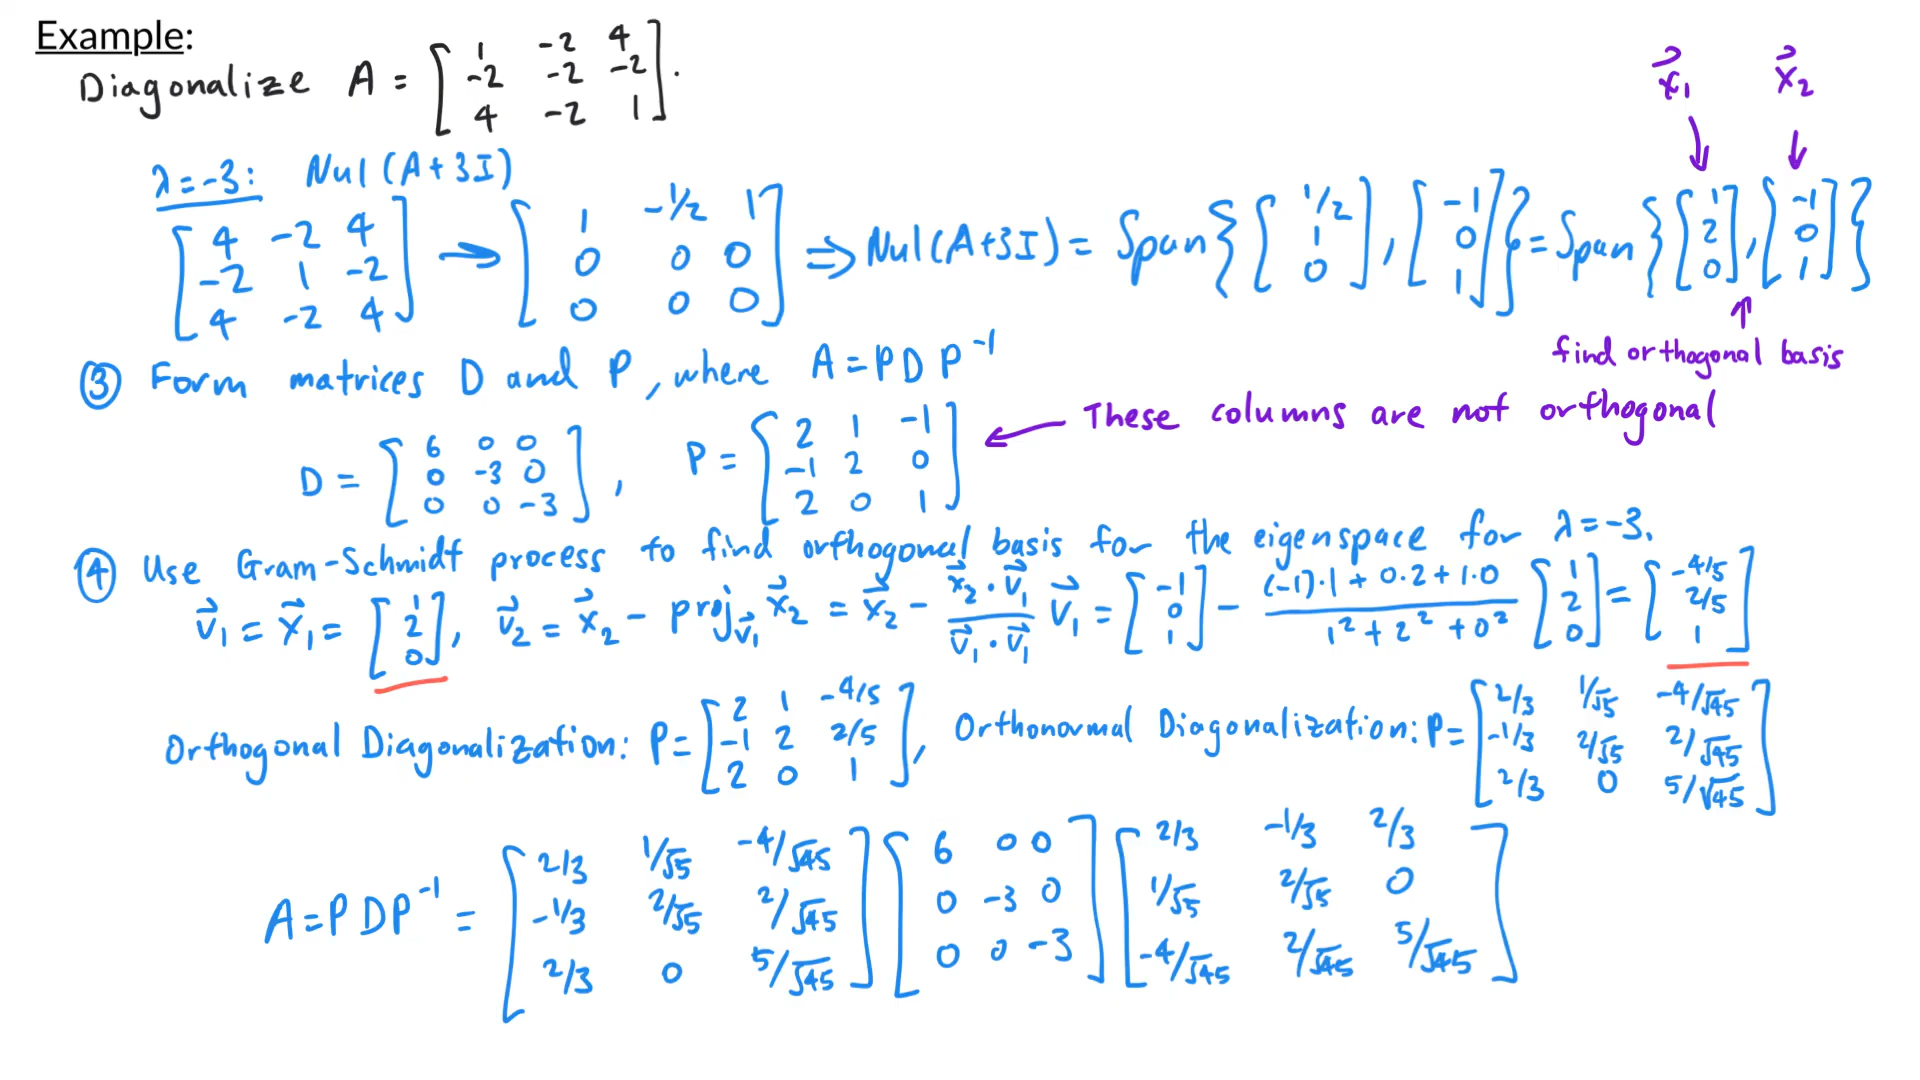 Example:
Diagonalize A = [1 -2 4; -2 -2 -2; 4 -2 1].
x⃗₁ x⃗₂
λ=-3: Nul(A+3I)
[4 -2 4; -2 1 -2; 4 -2 4] → [1 -1/2 1; 0 0 0; 0 0 0] ⇒ Nul(A+3I) = Span{[1/2; 1; 0], [-1; 0; 1]} = Span{[1; 2; 0], [-1; 0; 1]}
find orthogonal basis
③ Form matrices D and P, where A = PDP⁻¹
These columns are not orthogonal
D = [6 0 0; 0 -3 0; 0 0 -3], P = [2 1 -1; -1 2 0; 2 0 1]
④ Use Gram-Schmidt process to find orthogonal basis for the eigenspace for λ=-3.
v⃗₁ = x⃗₁ = [1; 2; 0], v⃗₂ = x⃗₂ - proj_v⃗₁ x⃗₂ = x⃗₂ - (x⃗₂·v⃗₁)/(v⃗₁·v⃗₁) v⃗₁ = [-1; 0; 1] - ((-1)·1 + 0·2 + 1·0)/(1² + 2² + 0²) [1; 2; 0] = [-4/5; 2/5; 1]
Orthogonal Diagonalization: P = [2 1 -4/5; -1 2 2/5; 2 0 1], Orthonormal Diagonalization: P = [2/3 1/√5 -4/√45; -1/3 2/√5 2/√45; 2/3 0 5/√45]
A = PDP⁻¹ = [2/3 1/√5 -4/√45; -1/3 2/√5 2/√45; 2/3 0 5/√45] [6 0 0; 0 -3 0; 0 0 -3] [2/3 -1/3 2/3; 1/√5 2/√5 0; -4/√45 2/√45 5/√45]